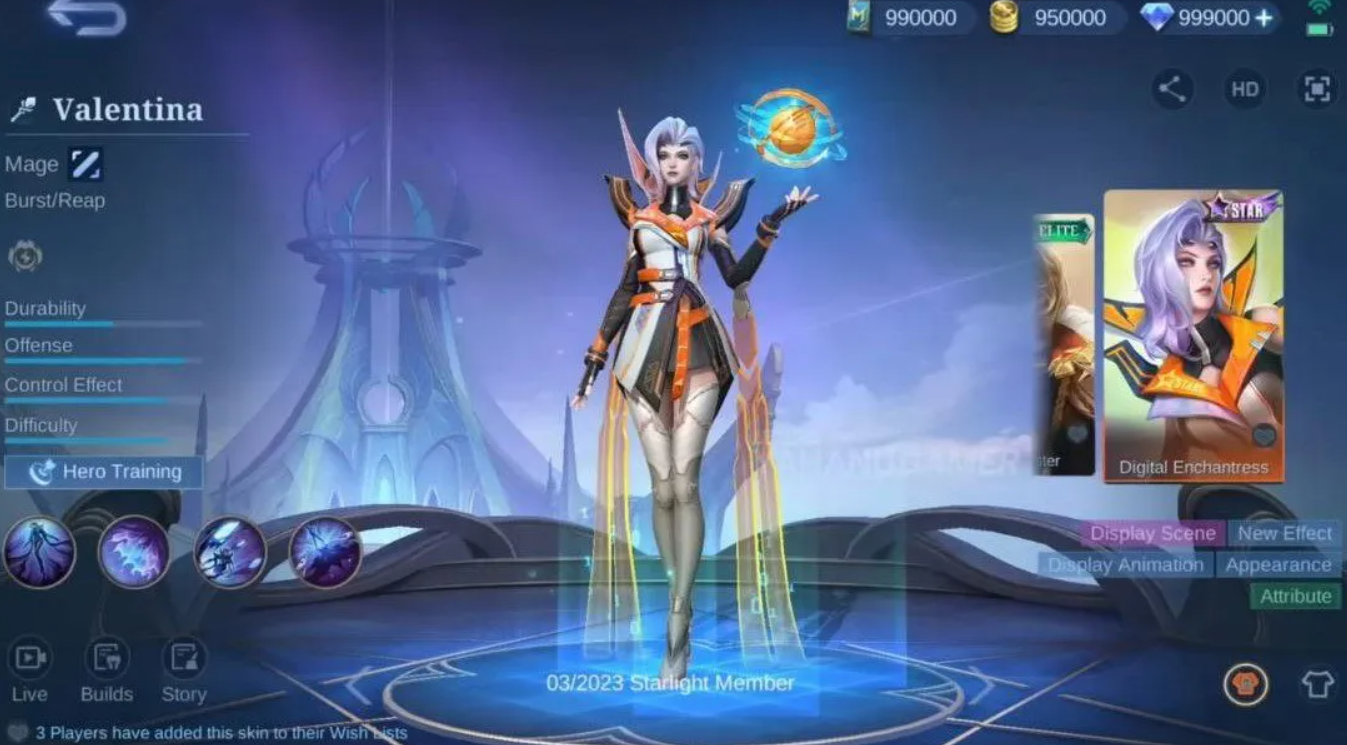 990000
950000
999000 +
Valentina
HD
Mage
Burst/Reap
ELITE
STAR
Durability
Offense
Control Effect
Difficulty
Hero Training
Digital Enchantress
Display Scene
New Effect
Display Animation
Appearance
Attribute
Live
Builds
Story
03/2023 Starlight Member
3 Players have added this skin to their Wish Lists